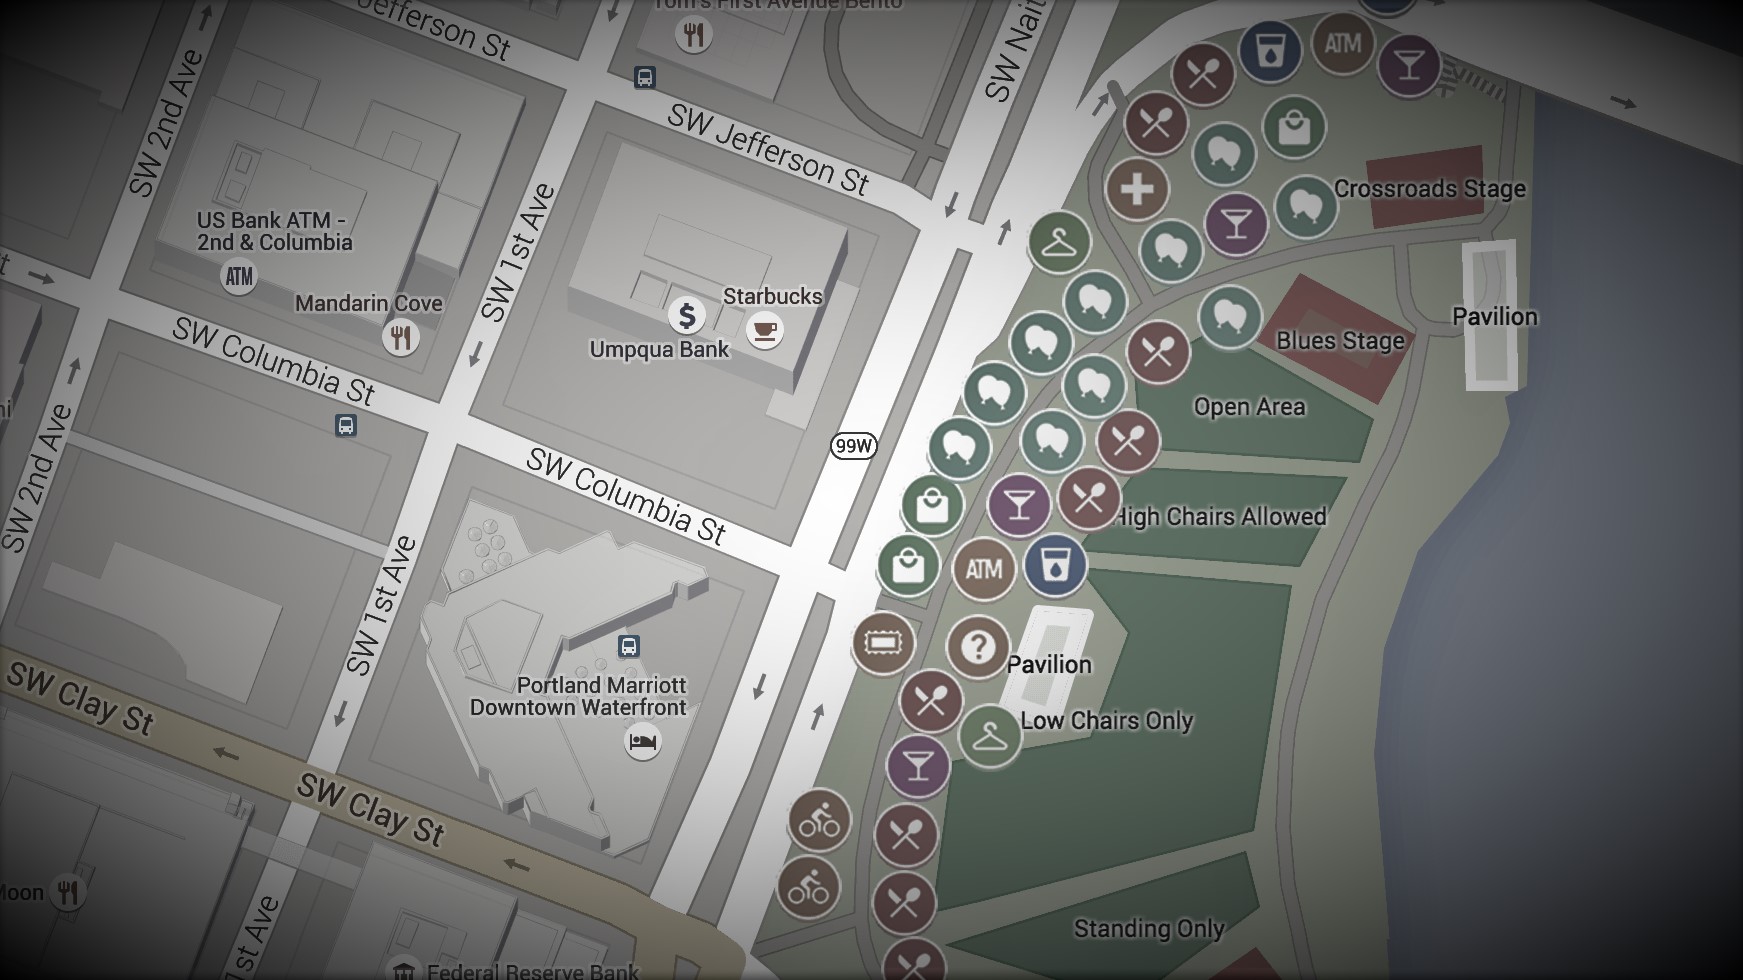 Jefferson St
Tom's First Avenue Bento
SW Nait
ATM
SW 2nd Ave
SW Jefferson St
Crossroads Stage
US Bank ATM -
2nd & Columbia
ATM
SW 1st Ave
Mandarin Cove
Starbucks
$
Umpqua Bank
Pavilion
Blues Stage
SW Columbia St
Open Area
99W
SW 2nd Ave
SW Columbia St
High Chairs Allowed
ATM
SW 1st Ave
?
Pavilion
Portland Marriott
Downtown Waterfront
Low Chairs Only
SW Clay St
SW Clay St
Moon
Standing Only
1st Ave
Federal Reserve Bank